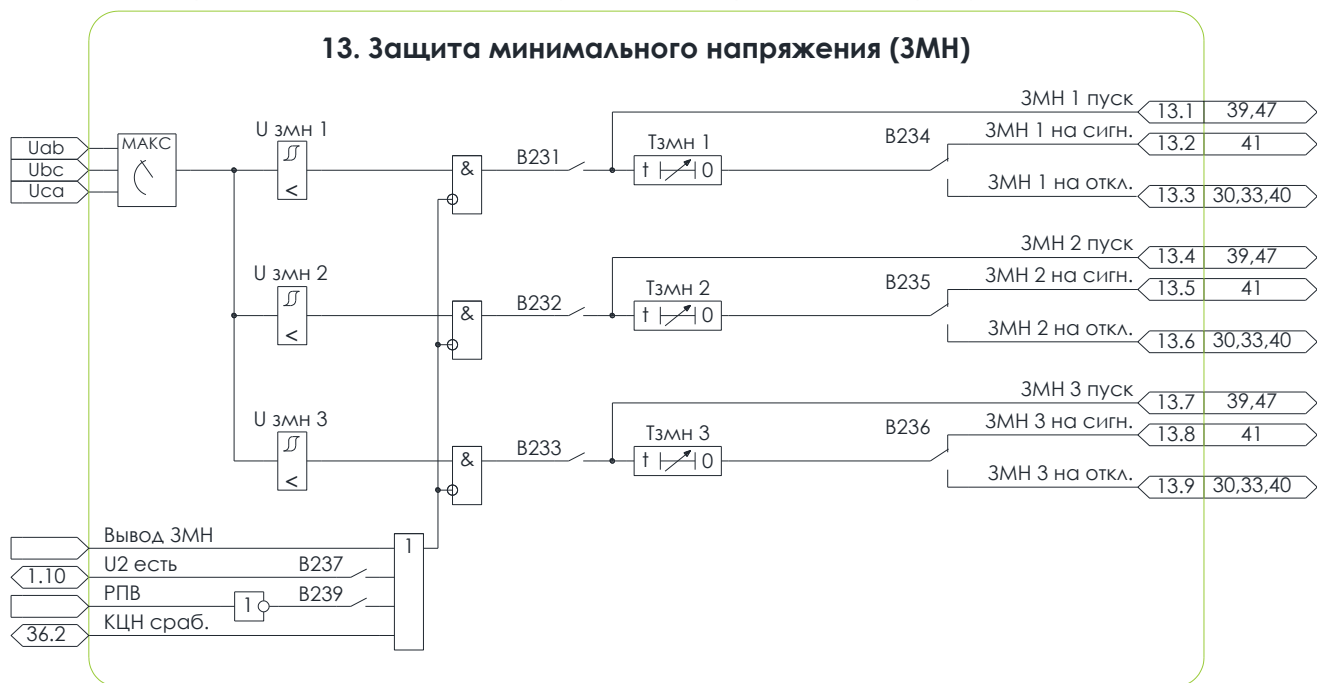 13. Защита минимального напряжения (ЗМН)
ЗМН 1 пуск
13.1 39,47
Uab
Ubc
Uca
МАКС
U змн 1
<
&
В231
Тзмн 1
t 0
В234
ЗМН 1 на сигн.
13.2 41
ЗМН 1 на откл.
13.3 30,33,40
ЗМН 2 пуск
13.4 39,47
U змн 2
<
&
В232
Тзмн 2
t 0
В235
ЗМН 2 на сигн.
13.5 41
ЗМН 2 на откл.
13.6 30,33,40
ЗМН 3 пуск
13.7 39,47
U змн 3
<
&
В233
Тзмн 3
t 0
В236
ЗМН 3 на сигн.
13.8 41
ЗМН 3 на откл.
13.9 30,33,40
Вывод ЗМН
1
1.10 U2 есть В237
РПВ 1 В239
36.2 КЦН сраб.